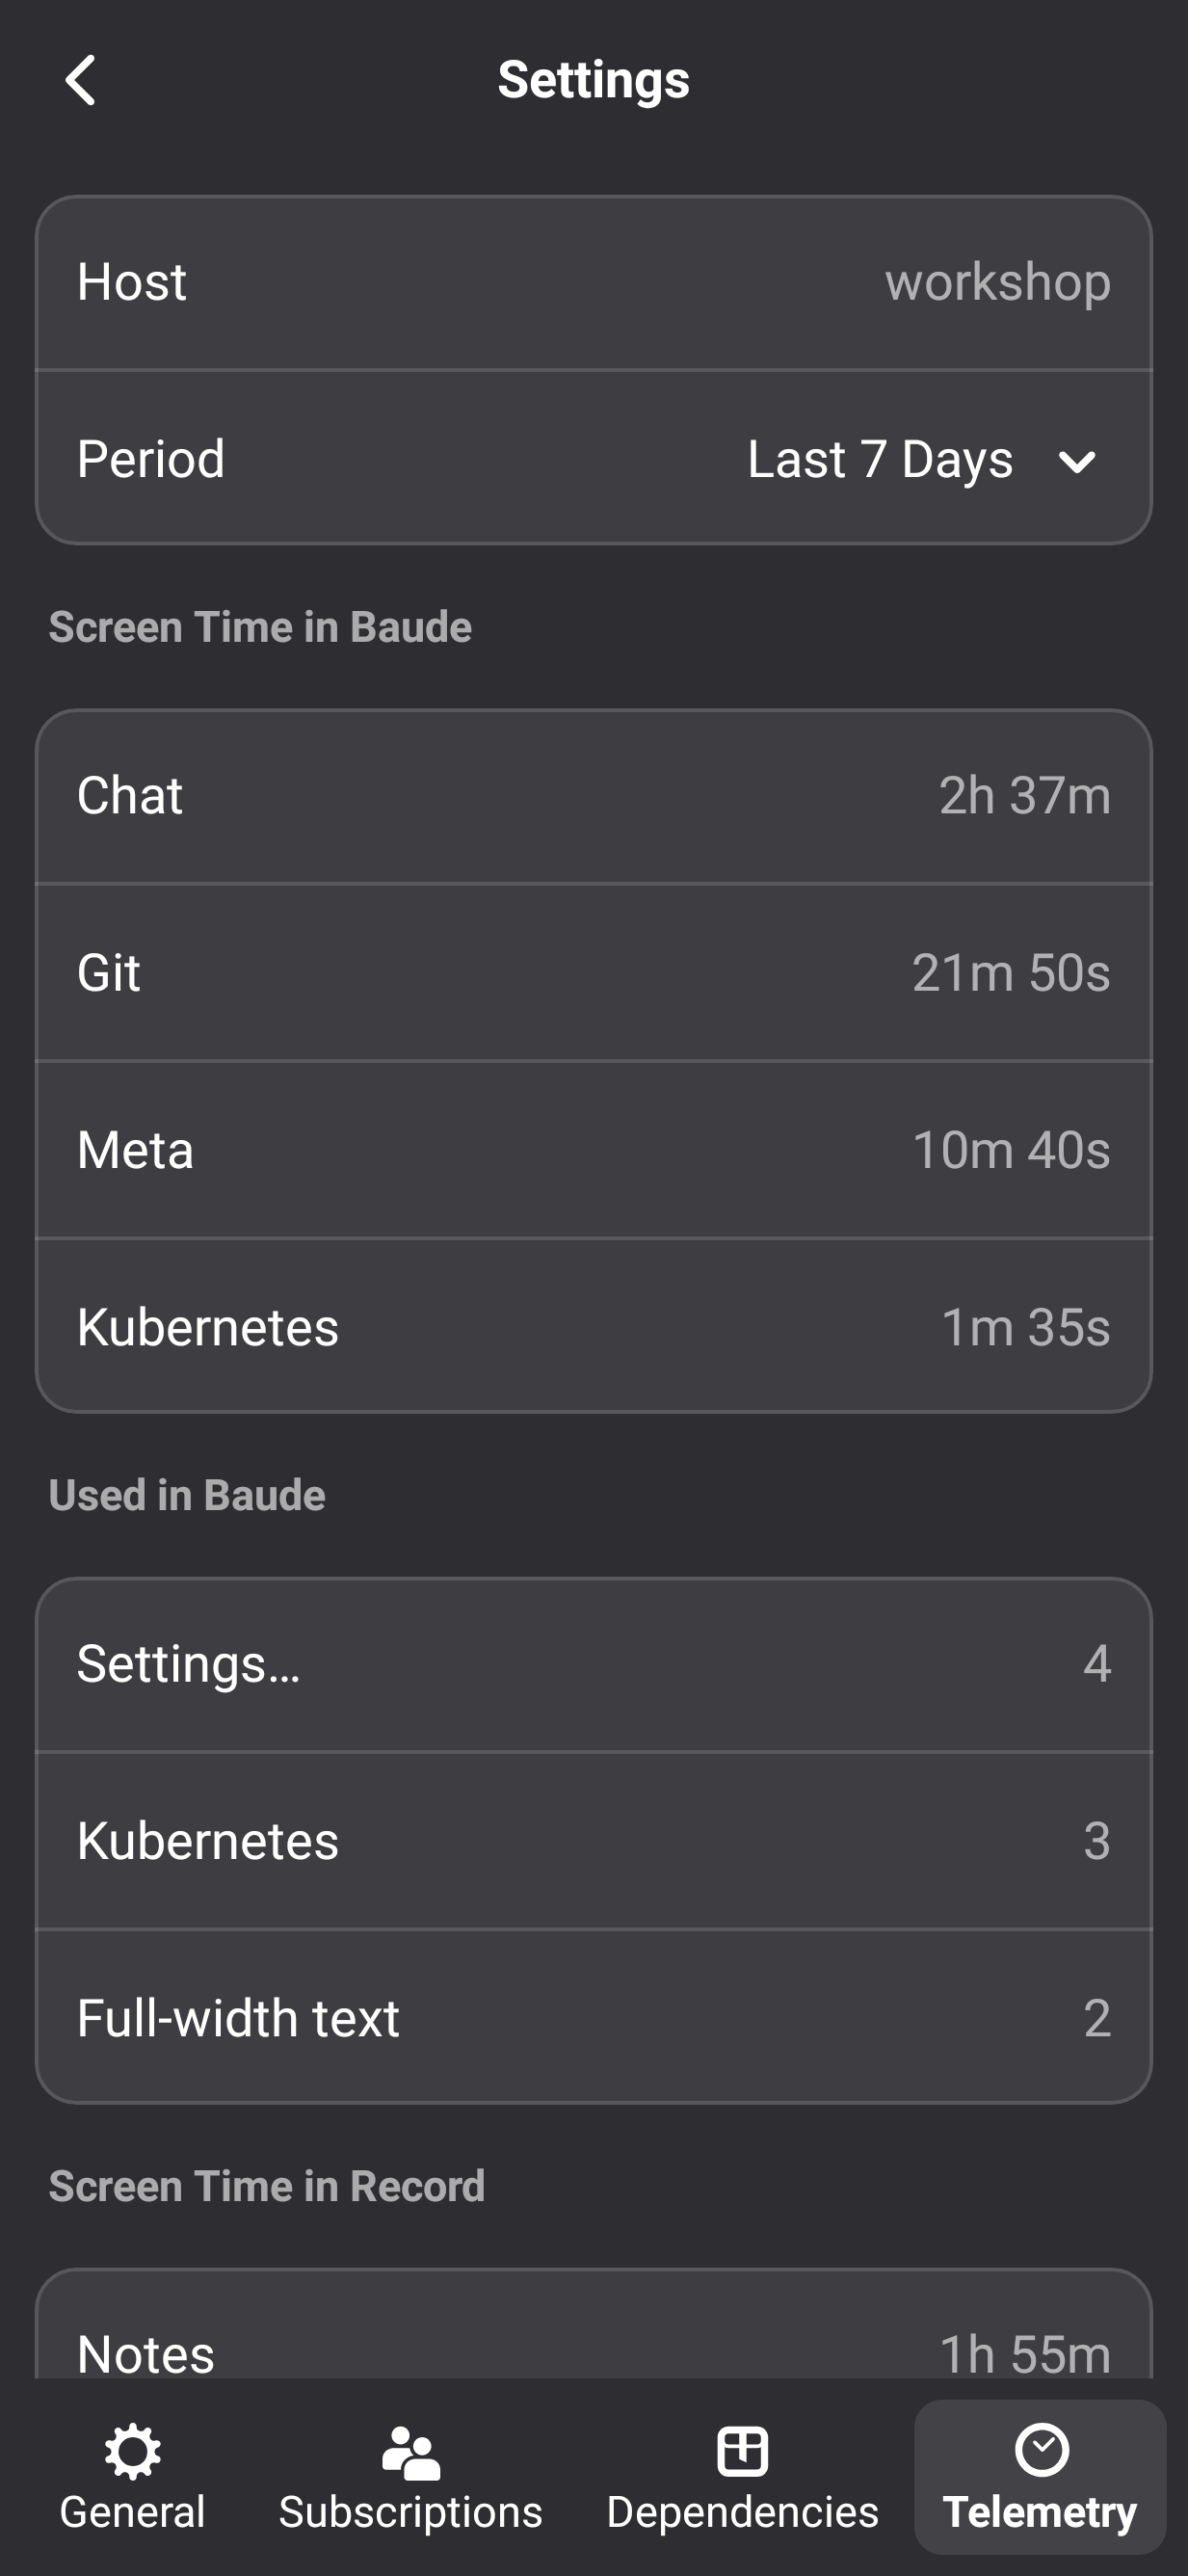 Settings
Host workshop
Period Last 7 Days
Screen Time in Baude
Chat 2h 37m
Git 21m 50s
Meta 10m 40s
Kubernetes 1m 35s
Used in Baude
Settings... 4
Kubernetes 3
Full-width text 2
Screen Time in Record
Notes 1h 55m
General Subscriptions Dependencies Telemetry